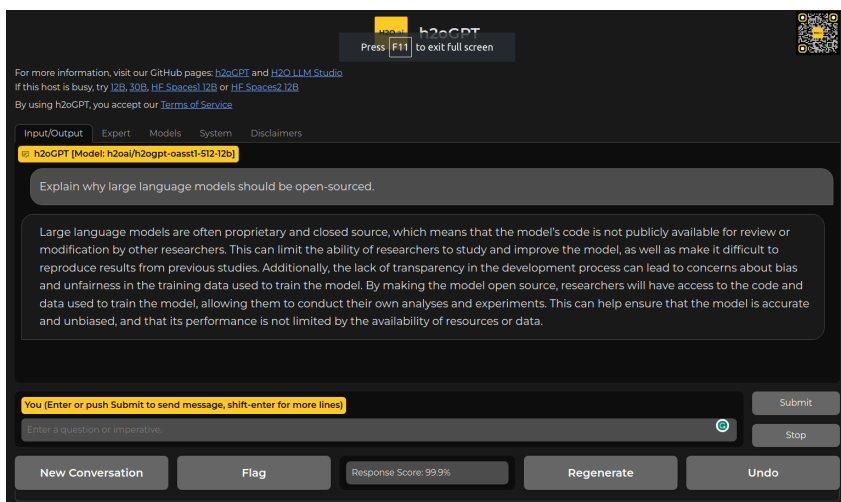 H2O.ai h2oGPT
Press F11 to exit full screen
For more information, visit our GitHub pages: h2oGPT and H2O LLM Studio
If this host is busy, try 12B, 30B, HF Spaces1 12B or HF Spaces2 12B
By using h2oGPT, you accept our Terms of Service
Input/Output Expert Models System Disclaimers
h2oGPT [Model: h2oai/h2ogpt-oasst1-512-12b]
Explain why large language models should be open-sourced.
Large language models are often proprietary and closed source, which means that the model's code is not publicly available for review or
modification by other researchers. This can limit the ability of researchers to study and improve the model, as well as make it difficult to
reproduce results from previous studies. Additionally, the lack of transparency in the development process can lead to concerns about bias
and unfairness in the training data used to train the model. By making the model open source, researchers will have access to the code and
data used to train the model, allowing them to conduct their own analyses and experiments. This can help ensure that the model is accurate
and unbiased, and that its performance is not limited by the availability of resources or data.
You (Enter or push Submit to send message, shift-enter for more lines)
Submit
Enter a question or imperative.
Stop
New Conversation Flag Response Score: 99.9% Regenerate Undo